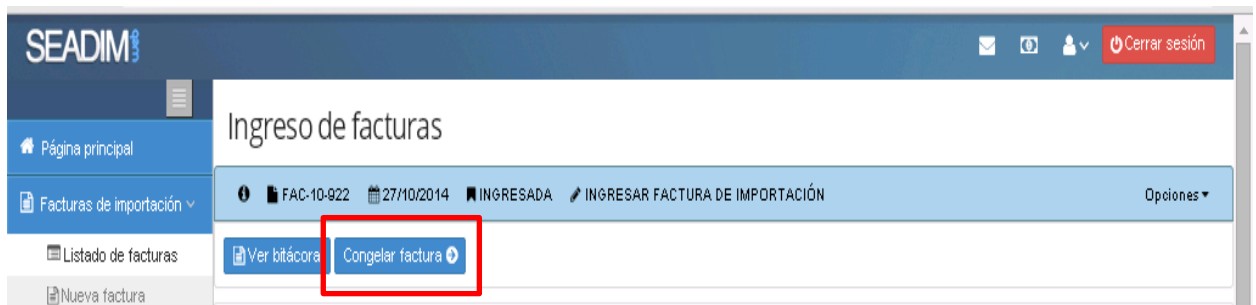 SEADIM web
Cerrar sesión
Ingreso de facturas
Página principal
FAC-10-922 27/10/2014 INGRESADA INGRESAR FACTURA DE IMPORTACIÓN Opciones
Facturas de importación
Ver bitácora Congelar factura
Listado de facturas
Nueva factura